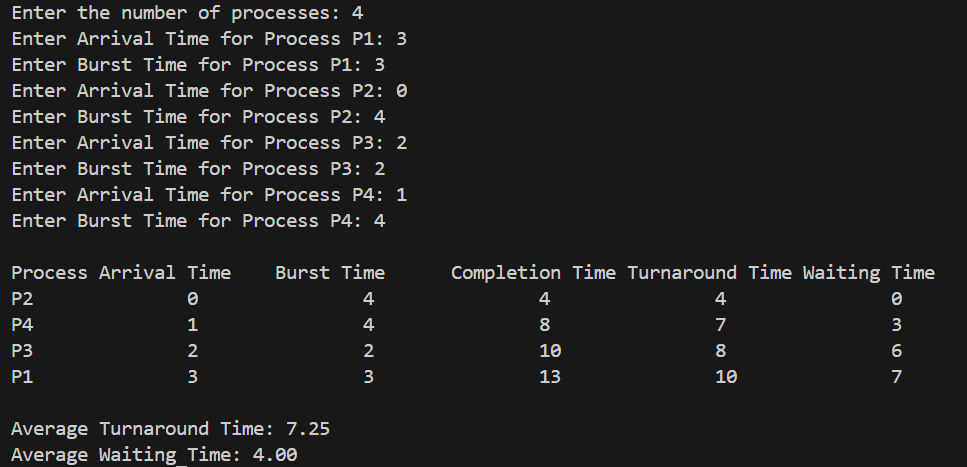 Enter the number of processes: 4
Enter Arrival Time for Process P1: 3
Enter Burst Time for Process P1: 3
Enter Arrival Time for Process P2: 0
Enter Burst Time for Process P2: 4
Enter Arrival Time for Process P3: 2
Enter Burst Time for Process P3: 2
Enter Arrival Time for Process P4: 1
Enter Burst Time for Process P4: 4

Process Arrival Time    Burst Time      Completion Time Turnaround Time Waiting Time
P2              0               4               4               4               0
P4              1               4               8               7               3
P3              2               2               10              8               6
P1              3               3               13              10              7

Average Turnaround Time: 7.25
Average Waiting Time: 4.00